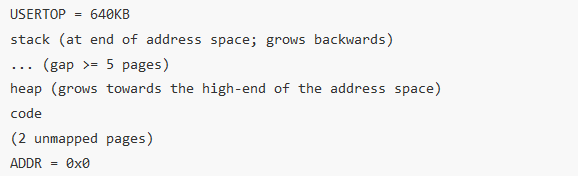 USERTOP = 640KB
stack (at end of address space; grows backwards)
... (gap >= 5 pages)
heap (grows towards the high-end of the address space)
code
(2 unmapped pages)
ADDR = 0x0